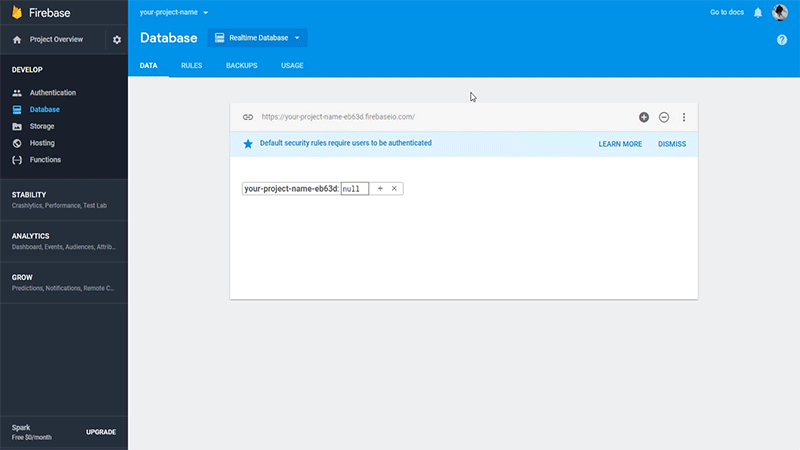 Firebase
Project Overview
DEVELOP
Authentication
Database
Storage
Hosting
Functions
STABILITY
Crashlytics, Performance, Test Lab
ANALYTICS
Dashboard, Events, Audiences, Attrib...
GROW
Predictions, Notifications, Remote C...
Spark
Free $0/month
UPGRADE
your-project-name
Go to docs
Database
Realtime Database
DATA RULES BACKUPS USAGE
https://your-project-name-eb63d.firebaseio.com/
Default security rules require users to be authenticated
LEARN MORE DISMISS
your-project-name-eb63d: null